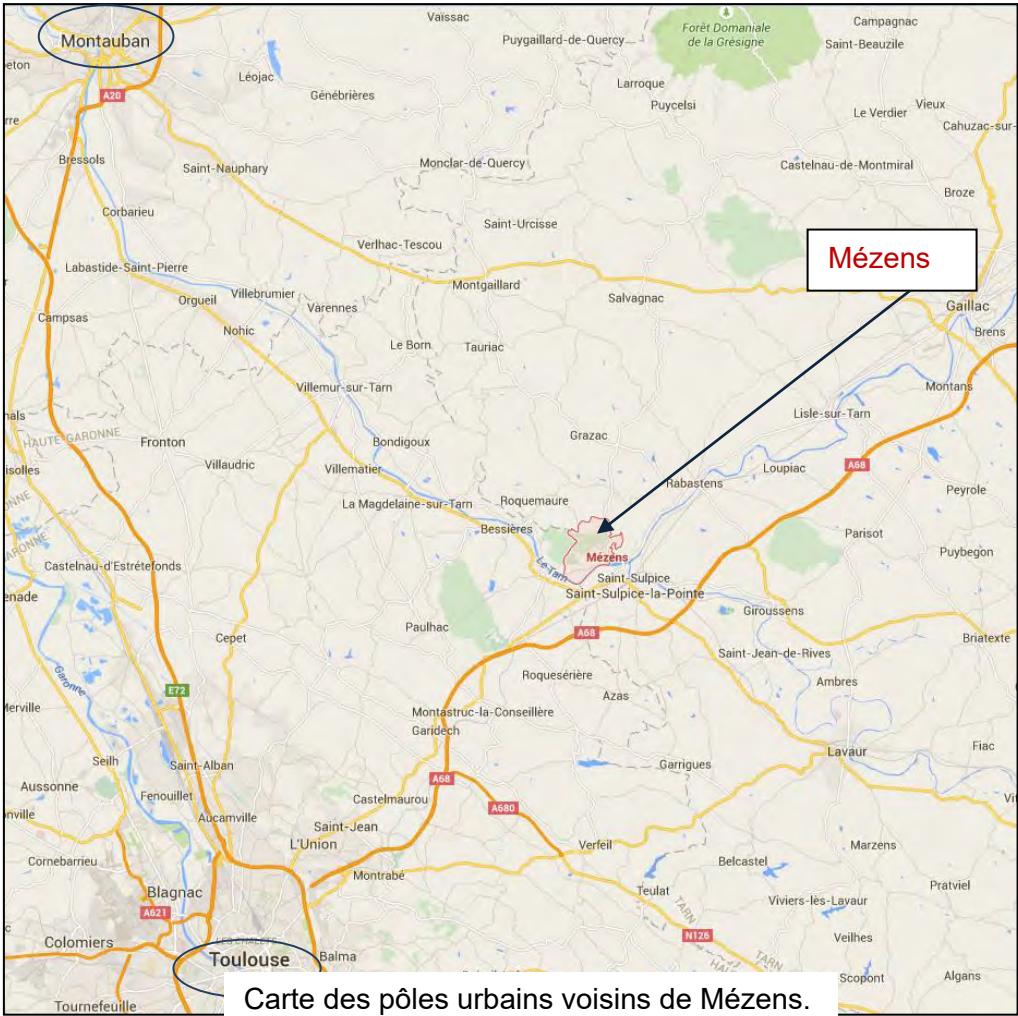 Vaïssac
Campagnac
Forêt Domaniale
de la Grésigne
Montauban
Puygaillard-de-Quercy
Saint-Beauzile
Léojac
Larroque
A20
Génébrières
Puycelsi
Vieux
Le Verdier
Cahuzac-sur-
Bressols
Monclar-de-Quercy
Castelnau-de-Montmiral
Saint-Nauphary
Broze
Corbarieu
Saint-Urcisse
Verlhac-Tescou
Mézens
Labastide-Saint-Pierre
Montgaillard
Villebrumier
Orgueil
Salvagnac
Varennes
Gaillac
Campsas
Nohic
Brens
Le Born
Tauriac
Villemur-sur-Tarn
Montans
Lisle-sur-Tarn
HAUTE-GARONNE
Fronton
Bondigoux
Grazac
Villaudric
Villematier
Loupiac
A68
Rabastens
Peyrole
La Magdelaine-sur-Tarn
Roquemaure
Bessières
Parisot
Mézens
Puybegon
Castelnau-d'Estrétefonds
Le Tarn
Saint-Sulpice
Saint-Sulpice-la-Pointe
Giroussens
Paulhac
A68
Cepet
Briatexte
Saint-Jean-de-Rives
Garonne
Roquesérière
Ambres
E72
Azas
Merville
Montastruc-la-Conseillère
Garidech
Lavaur
Fiac
Seilh
Saint-Alban
Garrigues
A68
Aussonne
Fenouillet
Castelmaurou
A680
Aucamville
Saint-Jean
L'Union
Verfeil
Marzens
Cornebarrieu
Belcastel
Montrabé
Blagnac
Teulat
Pratviel
Viviers-lès-Lavaur
A621
TARN
N126
Veilhes
Colomiers
LES CHALETS
Toulouse
Balma
TARN
Scopont
Algans
Tournefeuille
Carte des pôles urbains voisins de Mézens.